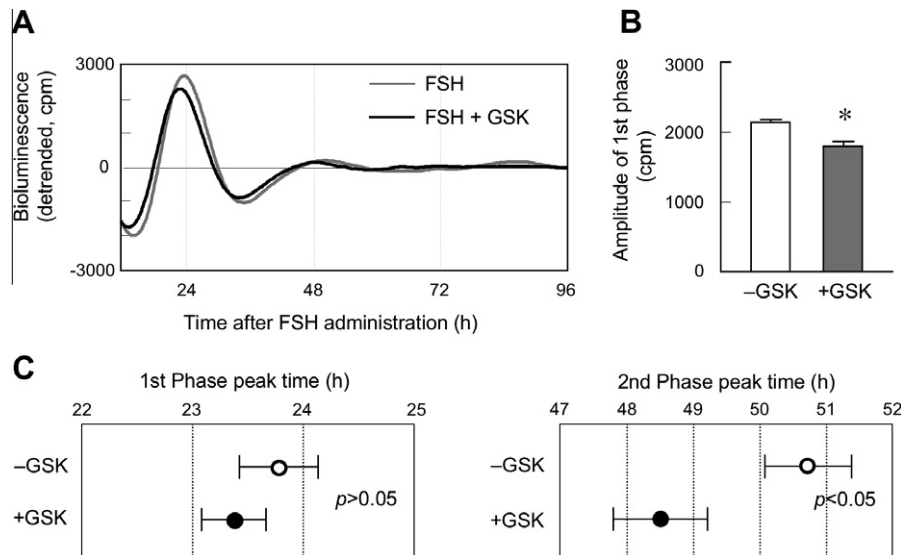 A
Bioluminescence
(detrended, cpm)
3000
0
-3000
FSH
FSH + GSK
24
48
72
96
Time after FSH administration (h)
B
Amplitude of 1st phase
(cpm)
3000
2000
1000
0
*
–GSK
+GSK
C
1st Phase peak time (h)
22
23
24
25
–GSK
+GSK
p>0.05
2nd Phase peak time (h)
47
48
49
50
51
52
–GSK
+GSK
p<0.05